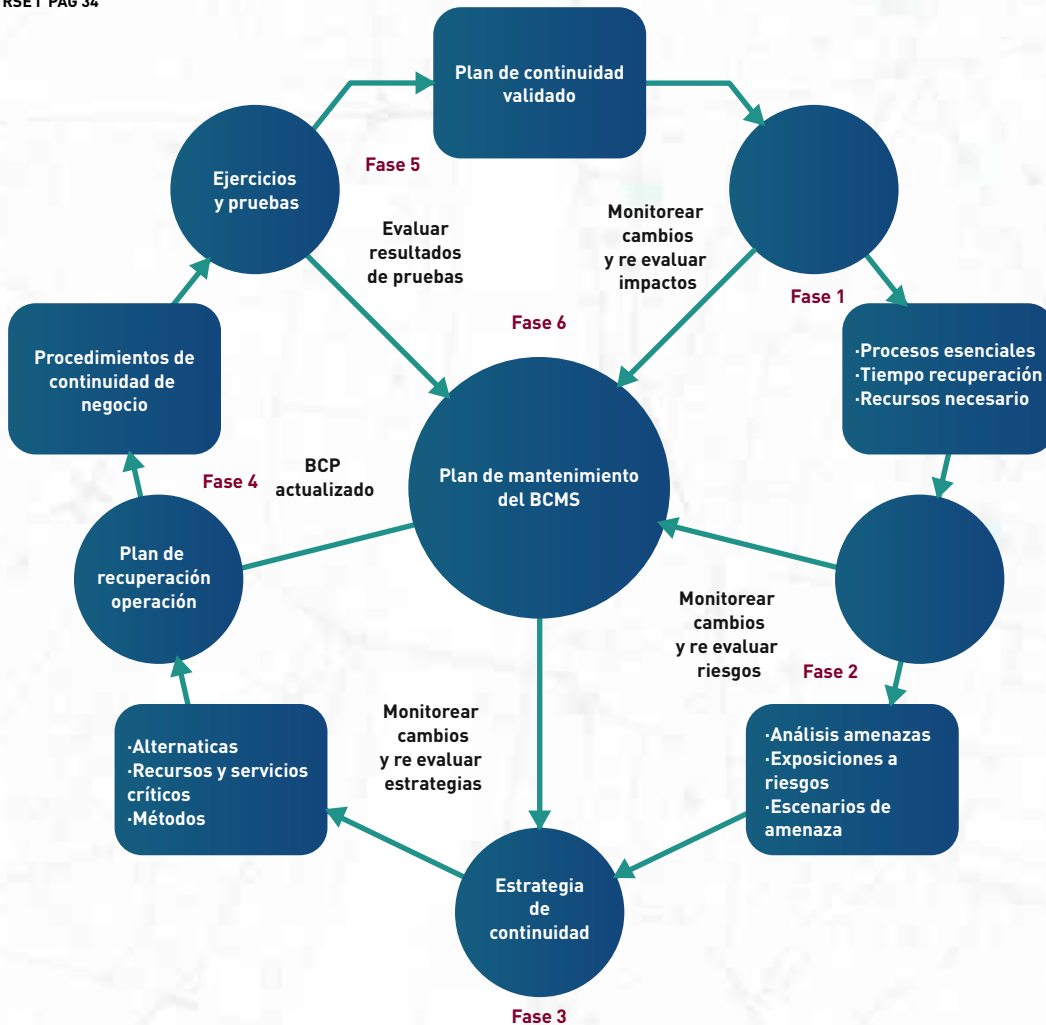 RSET PAG 34
Plan de continuidad
validado
Fase 5
Ejercicios
y pruebas
Evaluar
resultados
de pruebas
Monitorear
cambios
y re evaluar
impactos
Fase 1
Fase 6
Procedimientos de
continuidad de
negocio
·Procesos esenciales
·Tiempo recuperación
·Recursos necesario
Fase 4
BCP
actualizado
Plan de mantenimiento
del BCMS
Plan de
recuperación
operación
Monitorear
cambios
y re evaluar
riesgos
Fase 2
·Alternaticas
·Recursos y servicios
críticos
·Métodos
Monitorear
cambios
y re evaluar
estrategias
·Análisis amenazas
·Exposiciones a
riesgos
·Escenarios de
amenaza
Estrategia
de
continuidad
Fase 3